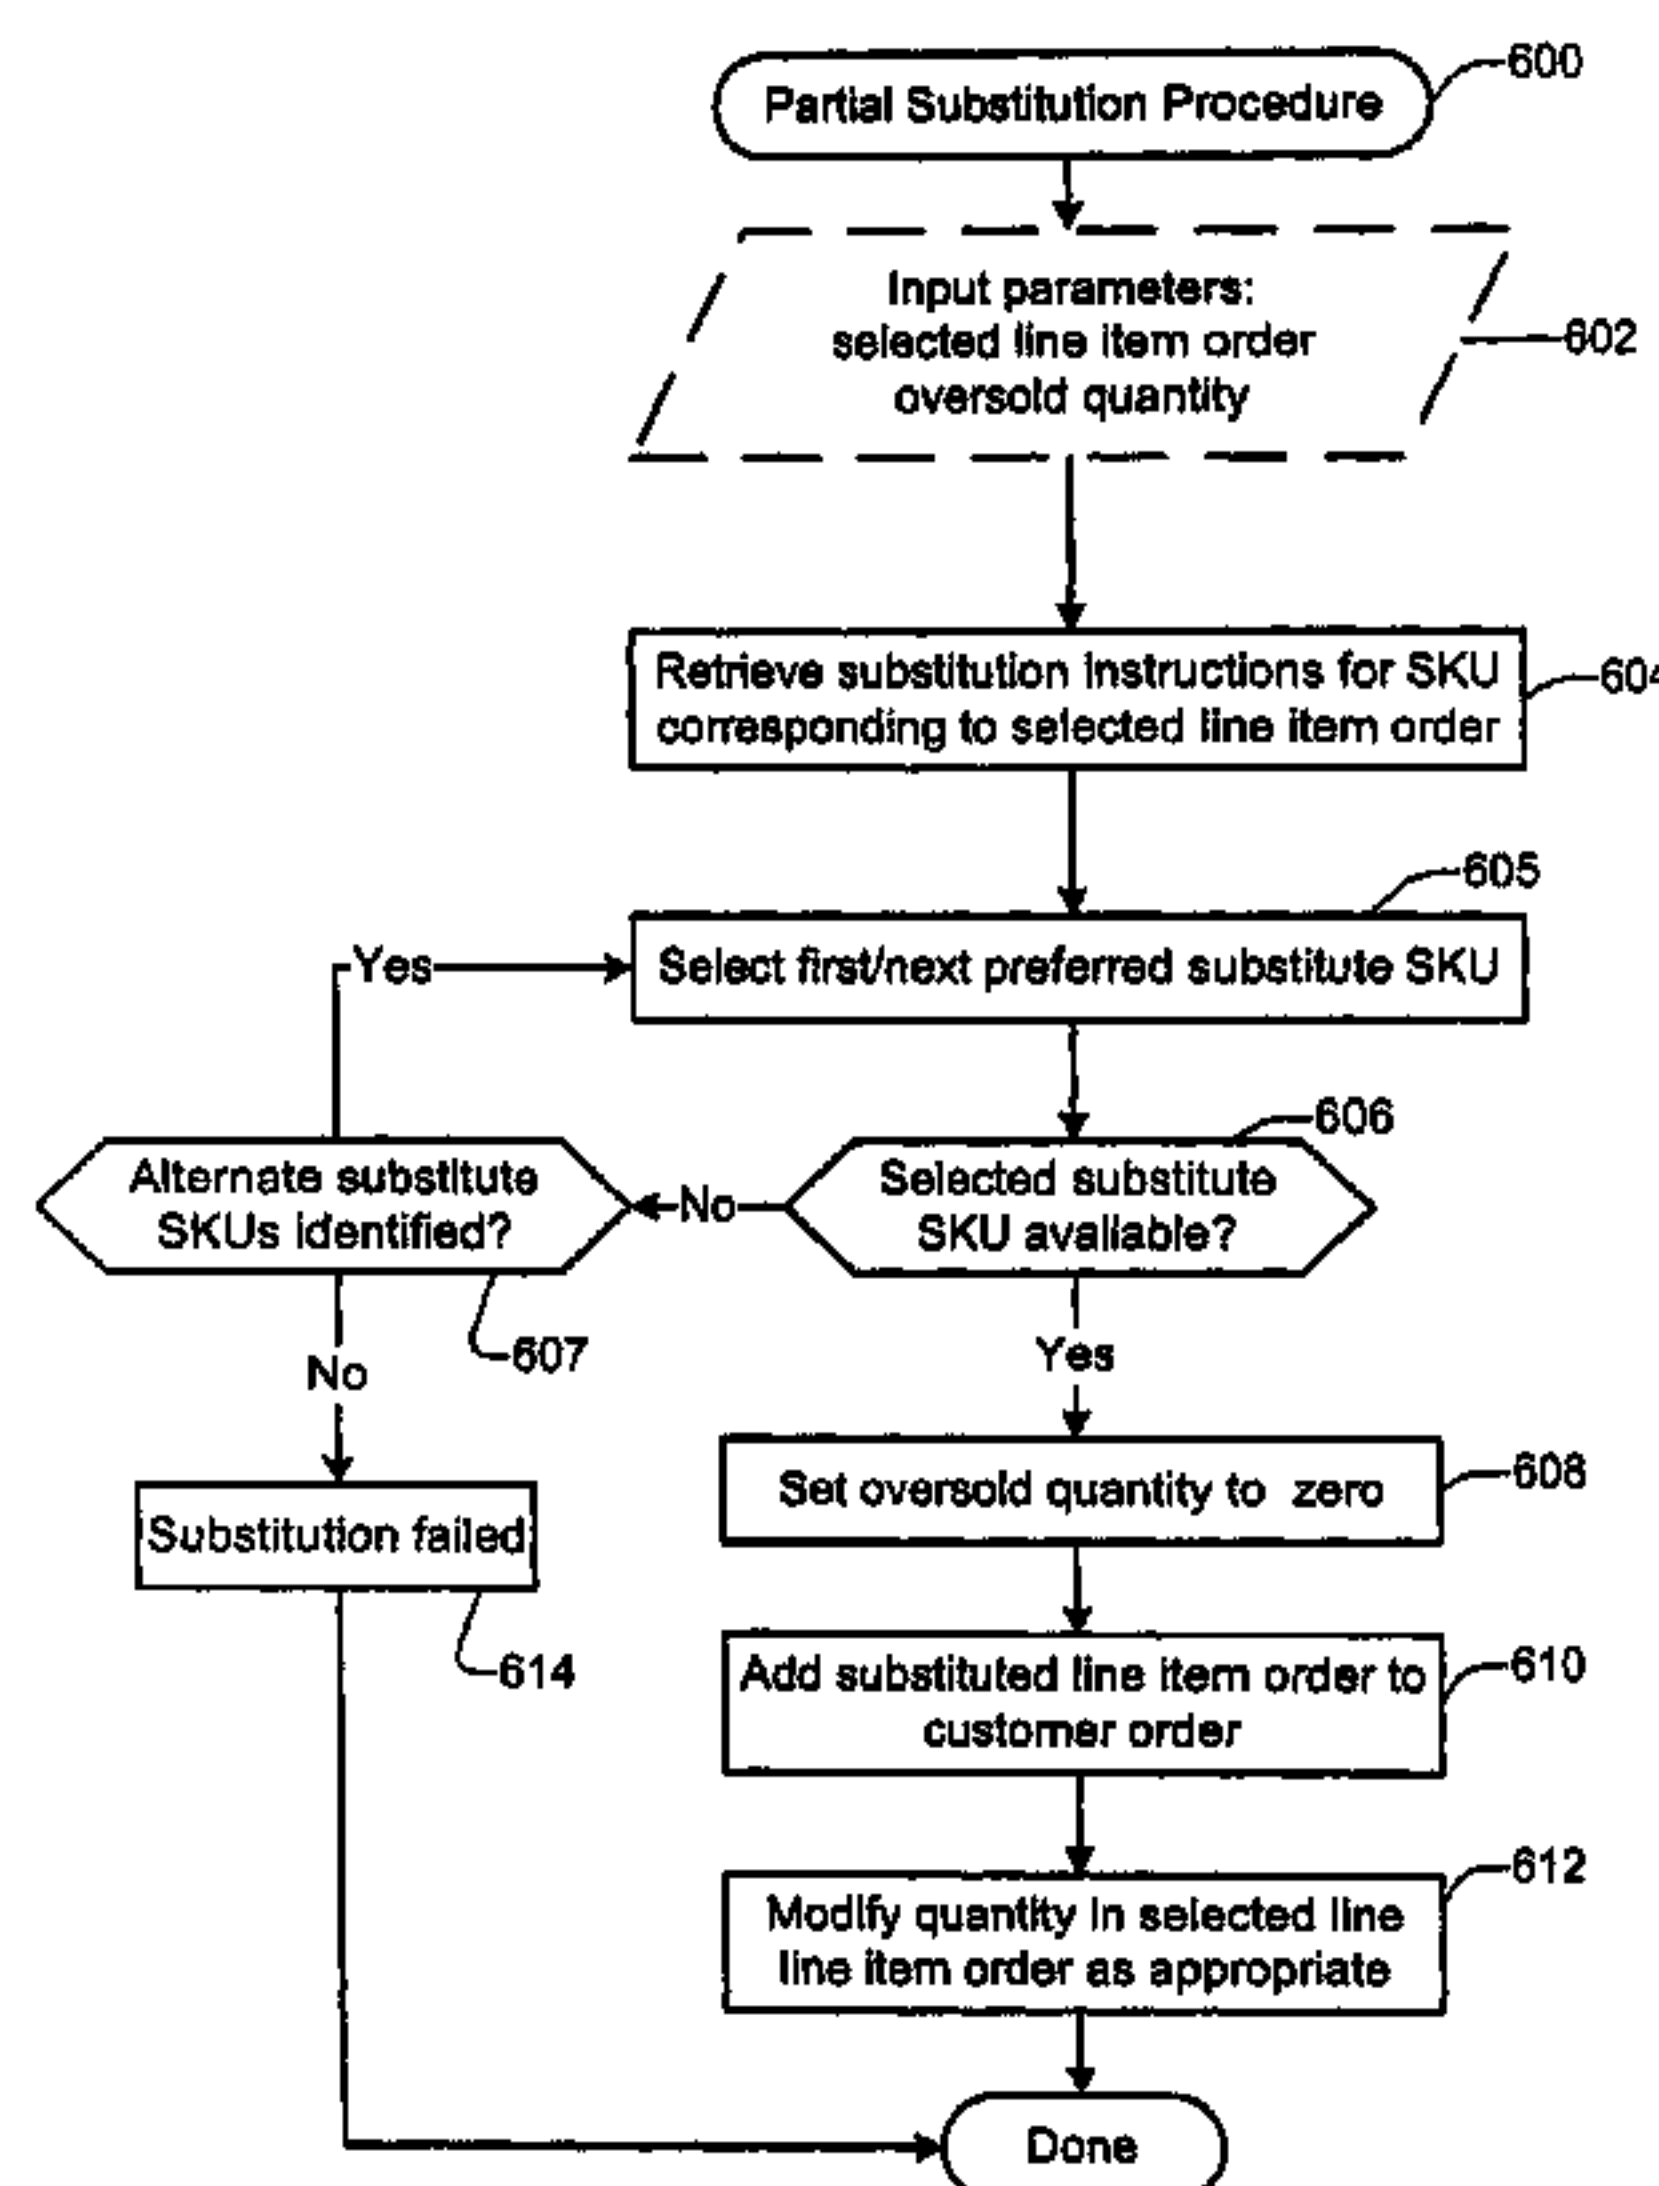 600
Partial Substitution Procedure
Input parameters:
selected line item order
oversold quantity
602
Retrieve substitution instructions for SKU
corresponding to selected line item order
604
605
Yes
Select first/next preferred substitute SKU
606
Alternate substitute
SKUs identified?
No
Selected substitute
SKU available?
607
No
Yes
Set oversold quantity to zero
608
Substitution failed
614
Add substituted line item order to
customer order
610
612
Modify quantity in selected line
line item order as appropriate
Done